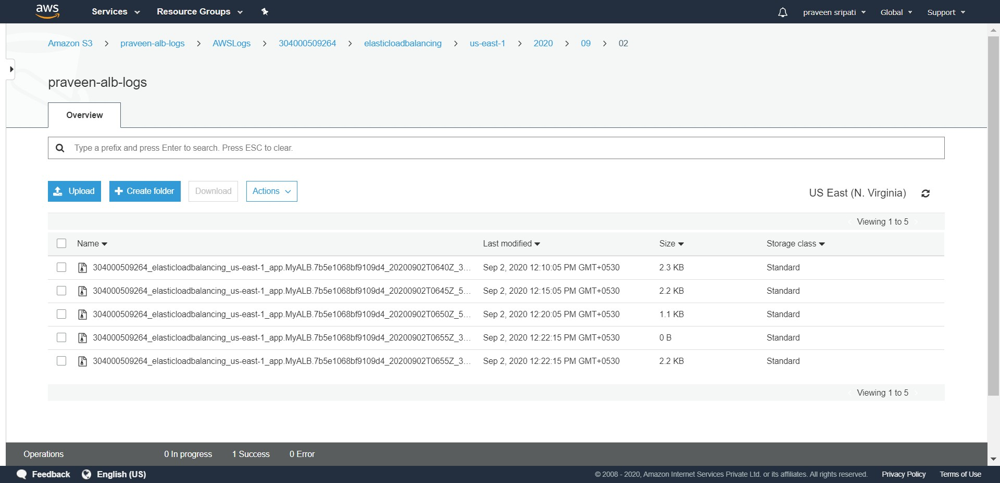 aws Services Resource Groups praveen sripati Global Support
Amazon S3 > praveen-alb-logs > AWSLogs > 304000509264 > elasticloadbalancing > us-east-1 > 2020 > 09 > 02
praveen-alb-logs
Overview
Type a prefix and press Enter to search. Press ESC to clear.
Upload + Create folder Download Actions US East (N. Virginia)
Viewing 1 to 5
Name Last modified Size Storage class
304000509264_elasticloadbalancing_us-east-1_app.MyALB.7b5e1068bf9109d4_20200902T0640Z_3... Sep 2, 2020 12:10:05 PM GMT+0530 2.3 KB Standard
304000509264_elasticloadbalancing_us-east-1_app.MyALB.7b5e1068bf9109d4_20200902T0645Z_5... Sep 2, 2020 12:15:05 PM GMT+0530 2.2 KB Standard
304000509264_elasticloadbalancing_us-east-1_app.MyALB.7b5e1068bf9109d4_20200902T0650Z_5... Sep 2, 2020 12:20:05 PM GMT+0530 1.1 KB Standard
304000509264_elasticloadbalancing_us-east-1_app.MyALB.7b5e1068bf9109d4_20200902T0655Z_3... Sep 2, 2020 12:22:15 PM GMT+0530 0 B Standard
304000509264_elasticloadbalancing_us-east-1_app.MyALB.7b5e1068bf9109d4_20200902T0655Z_3... Sep 2, 2020 12:22:15 PM GMT+0530 2.2 KB Standard
Viewing 1 to 5
Operations 0 In progress 1 Success 0 Error
Feedback English (US) © 2008 - 2020, Amazon Internet Services Private Ltd. or its affiliates. All rights reserved. Privacy Policy Terms of Use